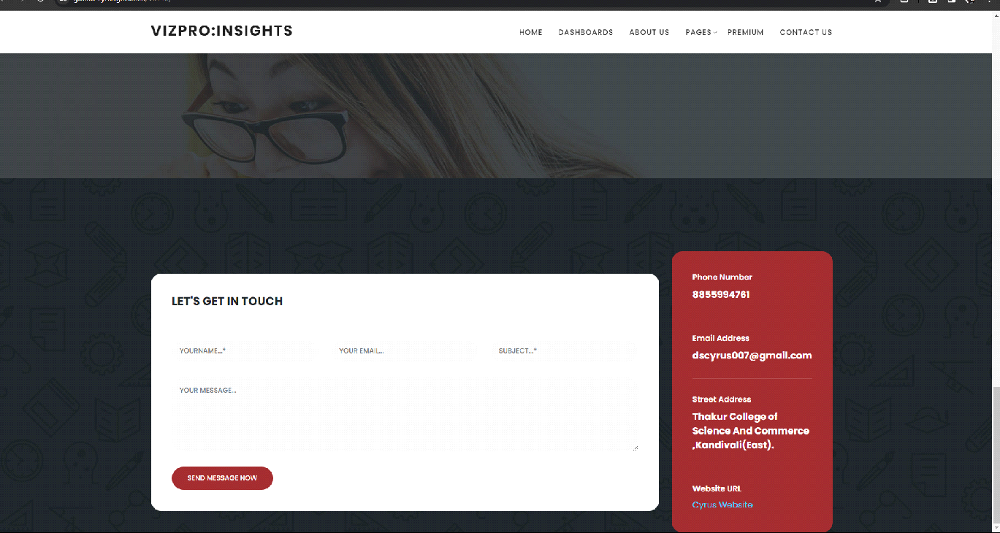 VIZPRO:INSIGHTS
HOME DASHBOARDS ABOUT US PAGES PREMIUM CONTACT US
LET'S GET IN TOUCH
YOURNAME...* YOUR EMAIL... SUBJECT...*
YOUR MESSAGE...
SEND MESSAGE NOW
Phone Number
8855994761
Email Address
dscyrus007@gmail.com
Street Address
Thakur College of
Science And Commerce
,Kandivali(East).
Website URL
Cyrus Website